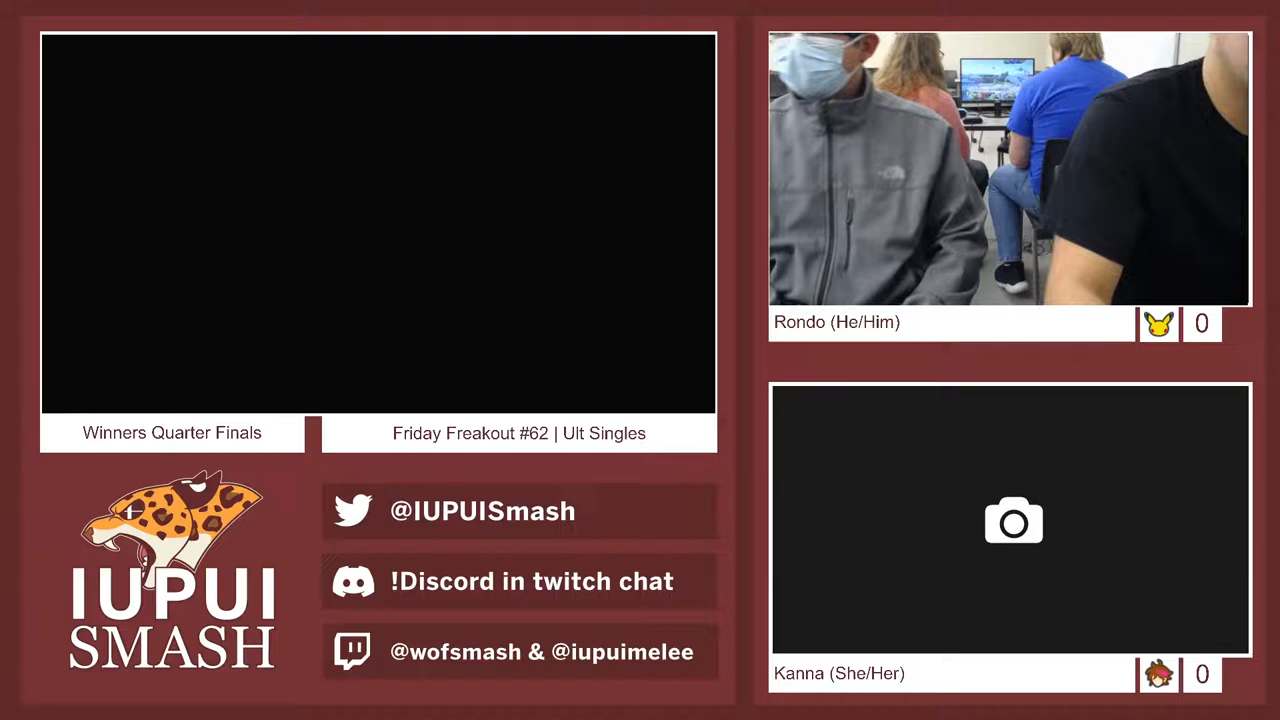 Rondo (He/Him)
0
Winners Quarter Finals
Friday Freakout #62 | Ult Singles
@IUPUISmash
!Discord in twitch chat
@wofsmash & @iupuimelee
IUPUI
SMASH
Kanna (She/Her)
0